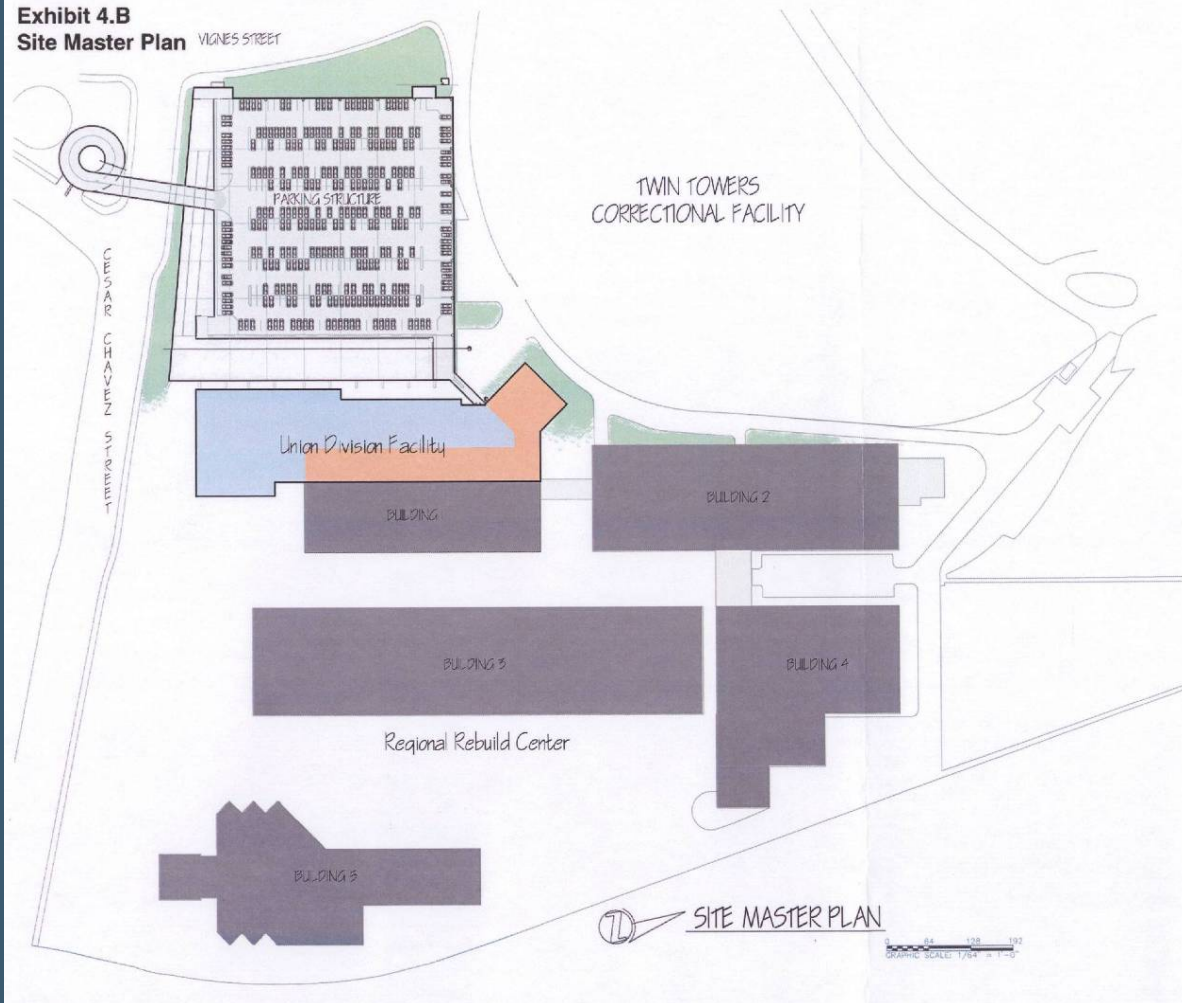 Exhibit 4.B
Site Master Plan
VIGNES STREET
TWIN TOWERS
CORRECTIONAL FACILITY
PARKING STRUCTURE
CESAR CHAVEZ STREET
Union Division Facility
BUILDING
BUILDING 2
BUILDING 3
BUILDING 4
Regional Rebuild Center
BUILDING 5
SITE MASTER PLAN
0 64 128 192
GRAPHIC SCALE: 1/64" = 1'-0"